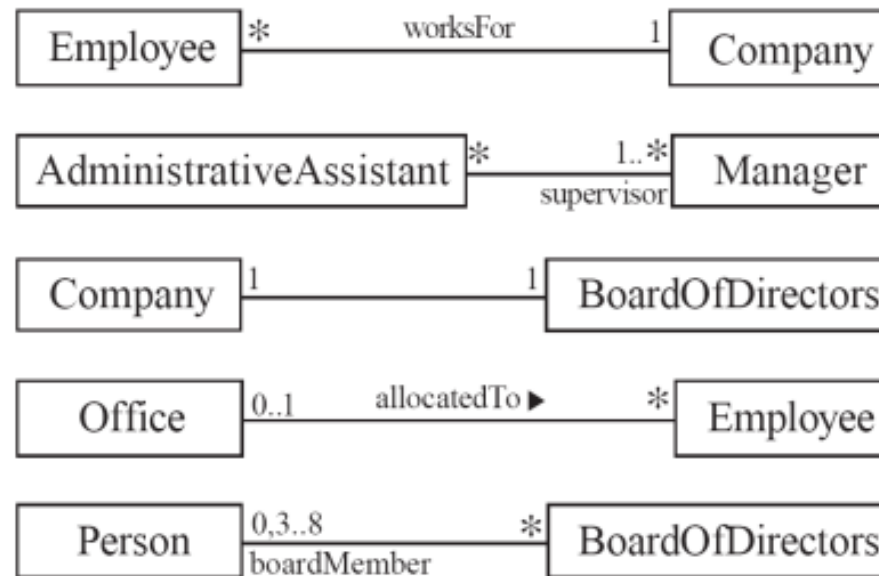 Employee * worksFor 1 Company
AdministrativeAssistant * 1..* supervisor Manager
Company 1 1 BoardOfDirectors
Office 0..1 allocatedTo ▶ * Employee
Person 0,3..8 boardMember * BoardOfDirectors